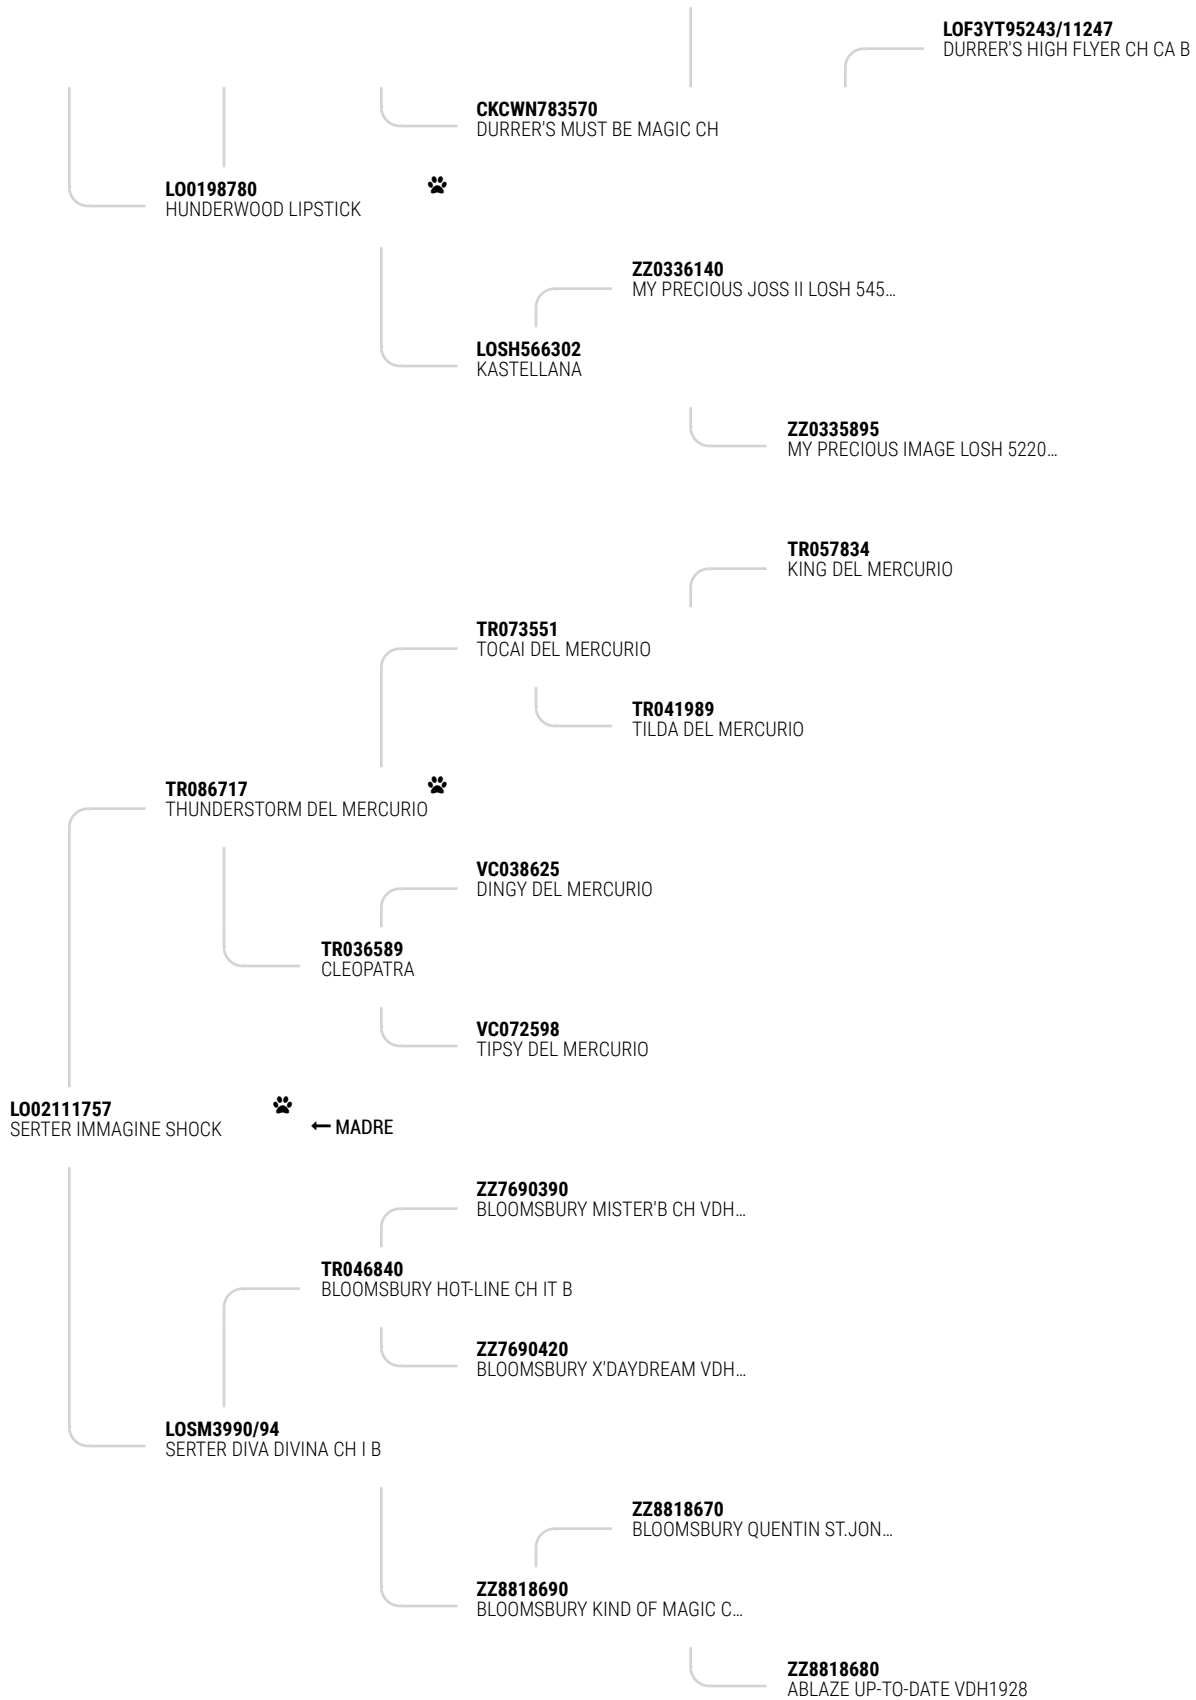 LOF3YT95243/11247
DURRER'S HIGH FLYER CH CA B
CKCWN783570
DURRER'S MUST BE MAGIC CH
LO0198780
HUNDERWOOD LIPSTICK
ZZ0336140
MY PRECIOUS JOSS II LOSH 545...
LOSH566302
KASTELLANA
ZZ0335895
MY PRECIOUS IMAGE LOSH 5220...
TR057834
KING DEL MERCURIO
TR073551
TOCAI DEL MERCURIO
TR041989
TILDA DEL MERCURIO
TR086717
THUNDERSTORM DEL MERCURIO
VC038625
DINGY DEL MERCURIO
TR036589
CLEOPATRA
VC072598
TIPSY DEL MERCURIO
LO02111757
SERTER IMMAGINE SHOCK
← MADRE
ZZ7690390
BLOOMSBURY MISTER'B CH VDH...
TR046840
BLOOMSBURY HOT-LINE CH IT B
ZZ7690420
BLOOMSBURY X'DAYDREAM VDH...
LOSM3990/94
SERTER DIVA DIVINA CH I B
ZZ8818670
BLOOMSBURY QUENTIN ST.JON...
ZZ8818690
BLOOMSBURY KIND OF MAGIC C...
ZZ8818680
ABLAZE UP-TO-DATE VDH1928